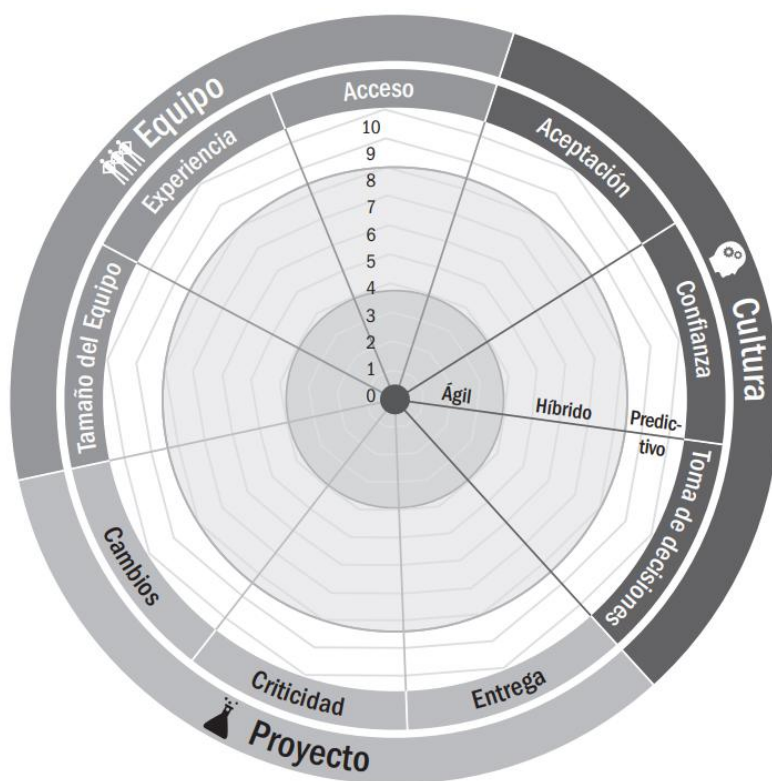 Equipo
Cultura
Proyecto
Acceso
Aceptación
Confianza
Toma de decisiones
Entrega
Criticidad
Cambios
Tamaño del Equipo
Experiencia
10
9
8
7
6
5
4
3
2
1
0
Ágil
Híbrido
Predic-
tivo